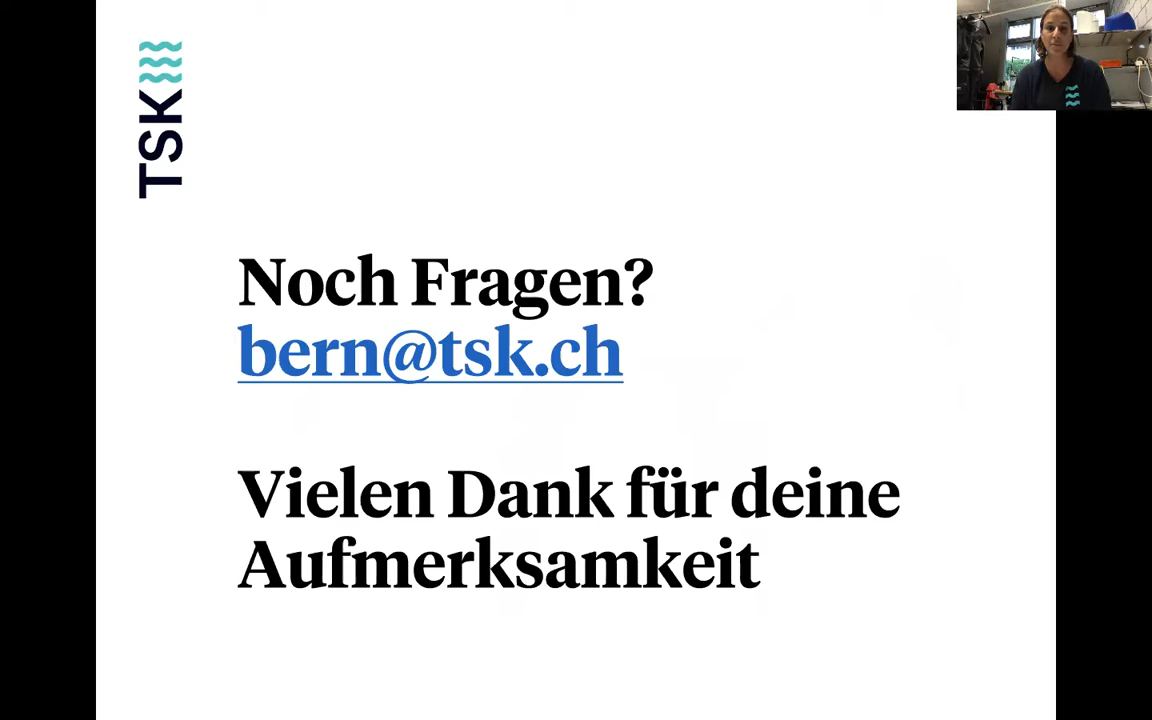 TSK
Noch Fragen?
bern@tsk.ch
Vielen Dank für deine
Aufmerksamkeit